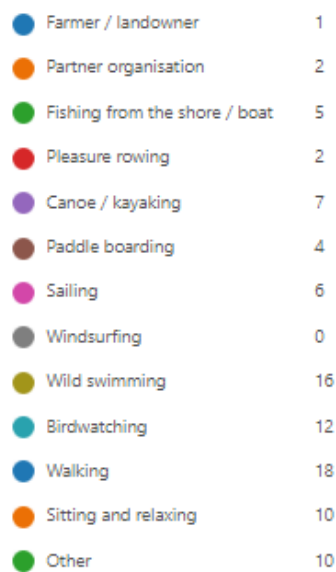 Farmer / landowner 1
Partner organisation 2
Fishing from the shore / boat 5
Pleasure rowing 2
Canoe / kayaking 7
Paddle boarding 4
Sailing 6
Windsurfing 0
Wild swimming 16
Birdwatching 12
Walking 18
Sitting and relaxing 10
Other 10